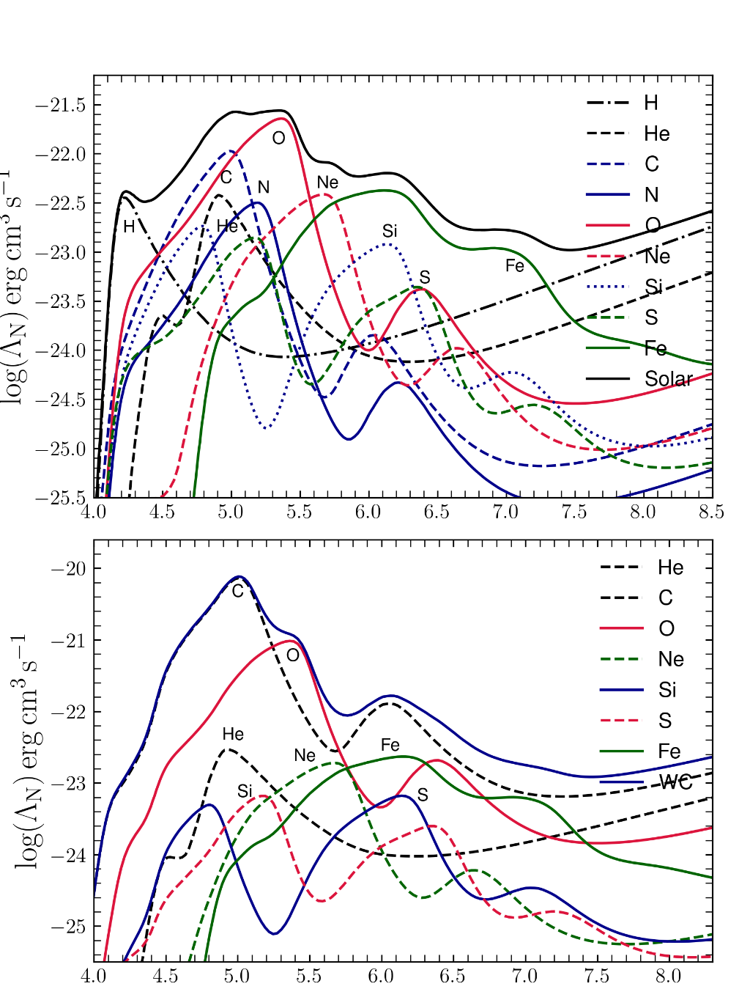 H
−21.5
He
O
−22.0
C
C
Ne
N
N
−22.5
H
He
Si
O
−23.0
Fe
Ne
S
Si
−23.5
S
−24.0
Fe
−24.5
Solar
−25.0
−25.5
log(Λ_N) erg cm³ s⁻¹
4.0 4.5 5.0 5.5 6.0 6.5 7.0 7.5 8.0 8.5
−20
He
C
C
O
−21
O
Ne
Si
−22
S
He
Fe
Ne
Fe
−23
WC
Si
S
−24
−25
log(Λ_N) erg cm³ s⁻¹
4.0 4.5 5.0 5.5 6.0 6.5 7.0 7.5 8.0